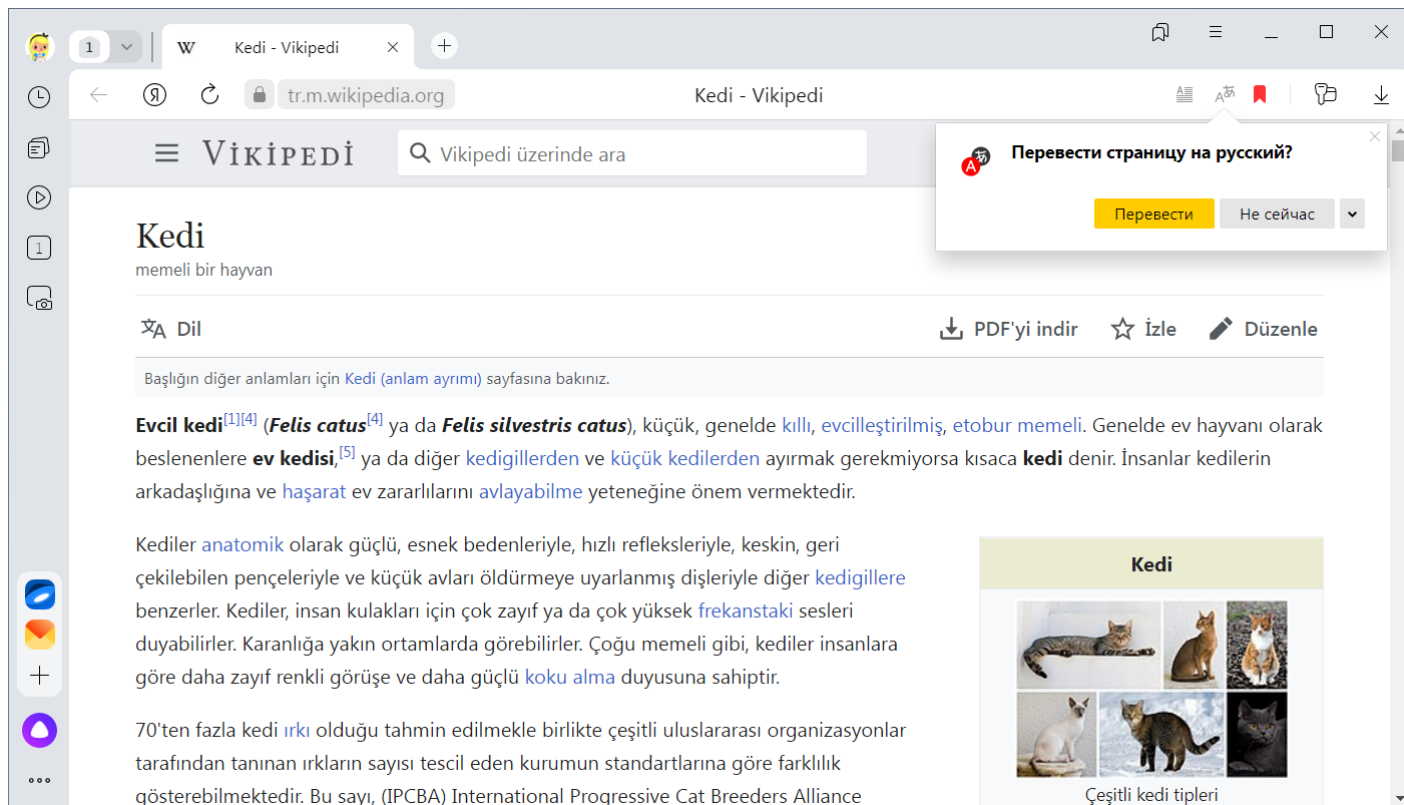 1
W
Kedi - Vikipedi
Я
tr.m.wikipedia.org
Kedi - Vikipedi
VİKİPEDİ
Vikipedi üzerinde ara
Перевести страницу на русский?
Перевести
Не сейчас
1
Kedi
memeli bir hayvan
Dil
PDF'yi indir
İzle
Düzenle
Başlığın diğer anlamları için Kedi (anlam ayrımı) sayfasına bakınız.
Evcil kedi[1][4] (Felis catus[4] ya da Felis silvestris catus), küçük, genelde kıllı, evcilleştirilmiş, etobur memeli. Genelde ev hayvanı olarak
beslenenlere ev kedisi,[5] ya da diğer kedigillerden ve küçük kedilerden ayırmak gerekmiyorsa kısaca kedi denir. İnsanlar kedilerin
arkadaşlığına ve haşarat ev zararlılarını avlayabilme yeteneğine önem vermektedir.
Kediler anatomik olarak güçlü, esnek bedenleriyle, hızlı refleksleriyle, keskin, geri
çekilebilen pençeleriyle ve küçük avları öldürmeye uyarlanmış dişleriyle diğer kedigillere
benzerler. Kediler, insan kulakları için çok zayıf ya da çok yüksek frekanstaki sesleri
duyabilirler. Karanlığa yakın ortamlarda görebilirler. Çoğu memeli gibi, kediler insanlara
göre daha zayıf renkli görüşe ve daha güçlü koku alma duyusuna sahiptir.
70'ten fazla kedi ırkı olduğu tahmin edilmekle birlikte çeşitli uluslararası organizasyonlar
tarafından tanınan ırkların sayısı tescil eden kurumun standartlarına göre farklılık
gösterebilmektedir. Bu sayı, (IPCBA) International Progressive Cat Breeders Alliance
Kedi
Çeşitli kedi tipleri